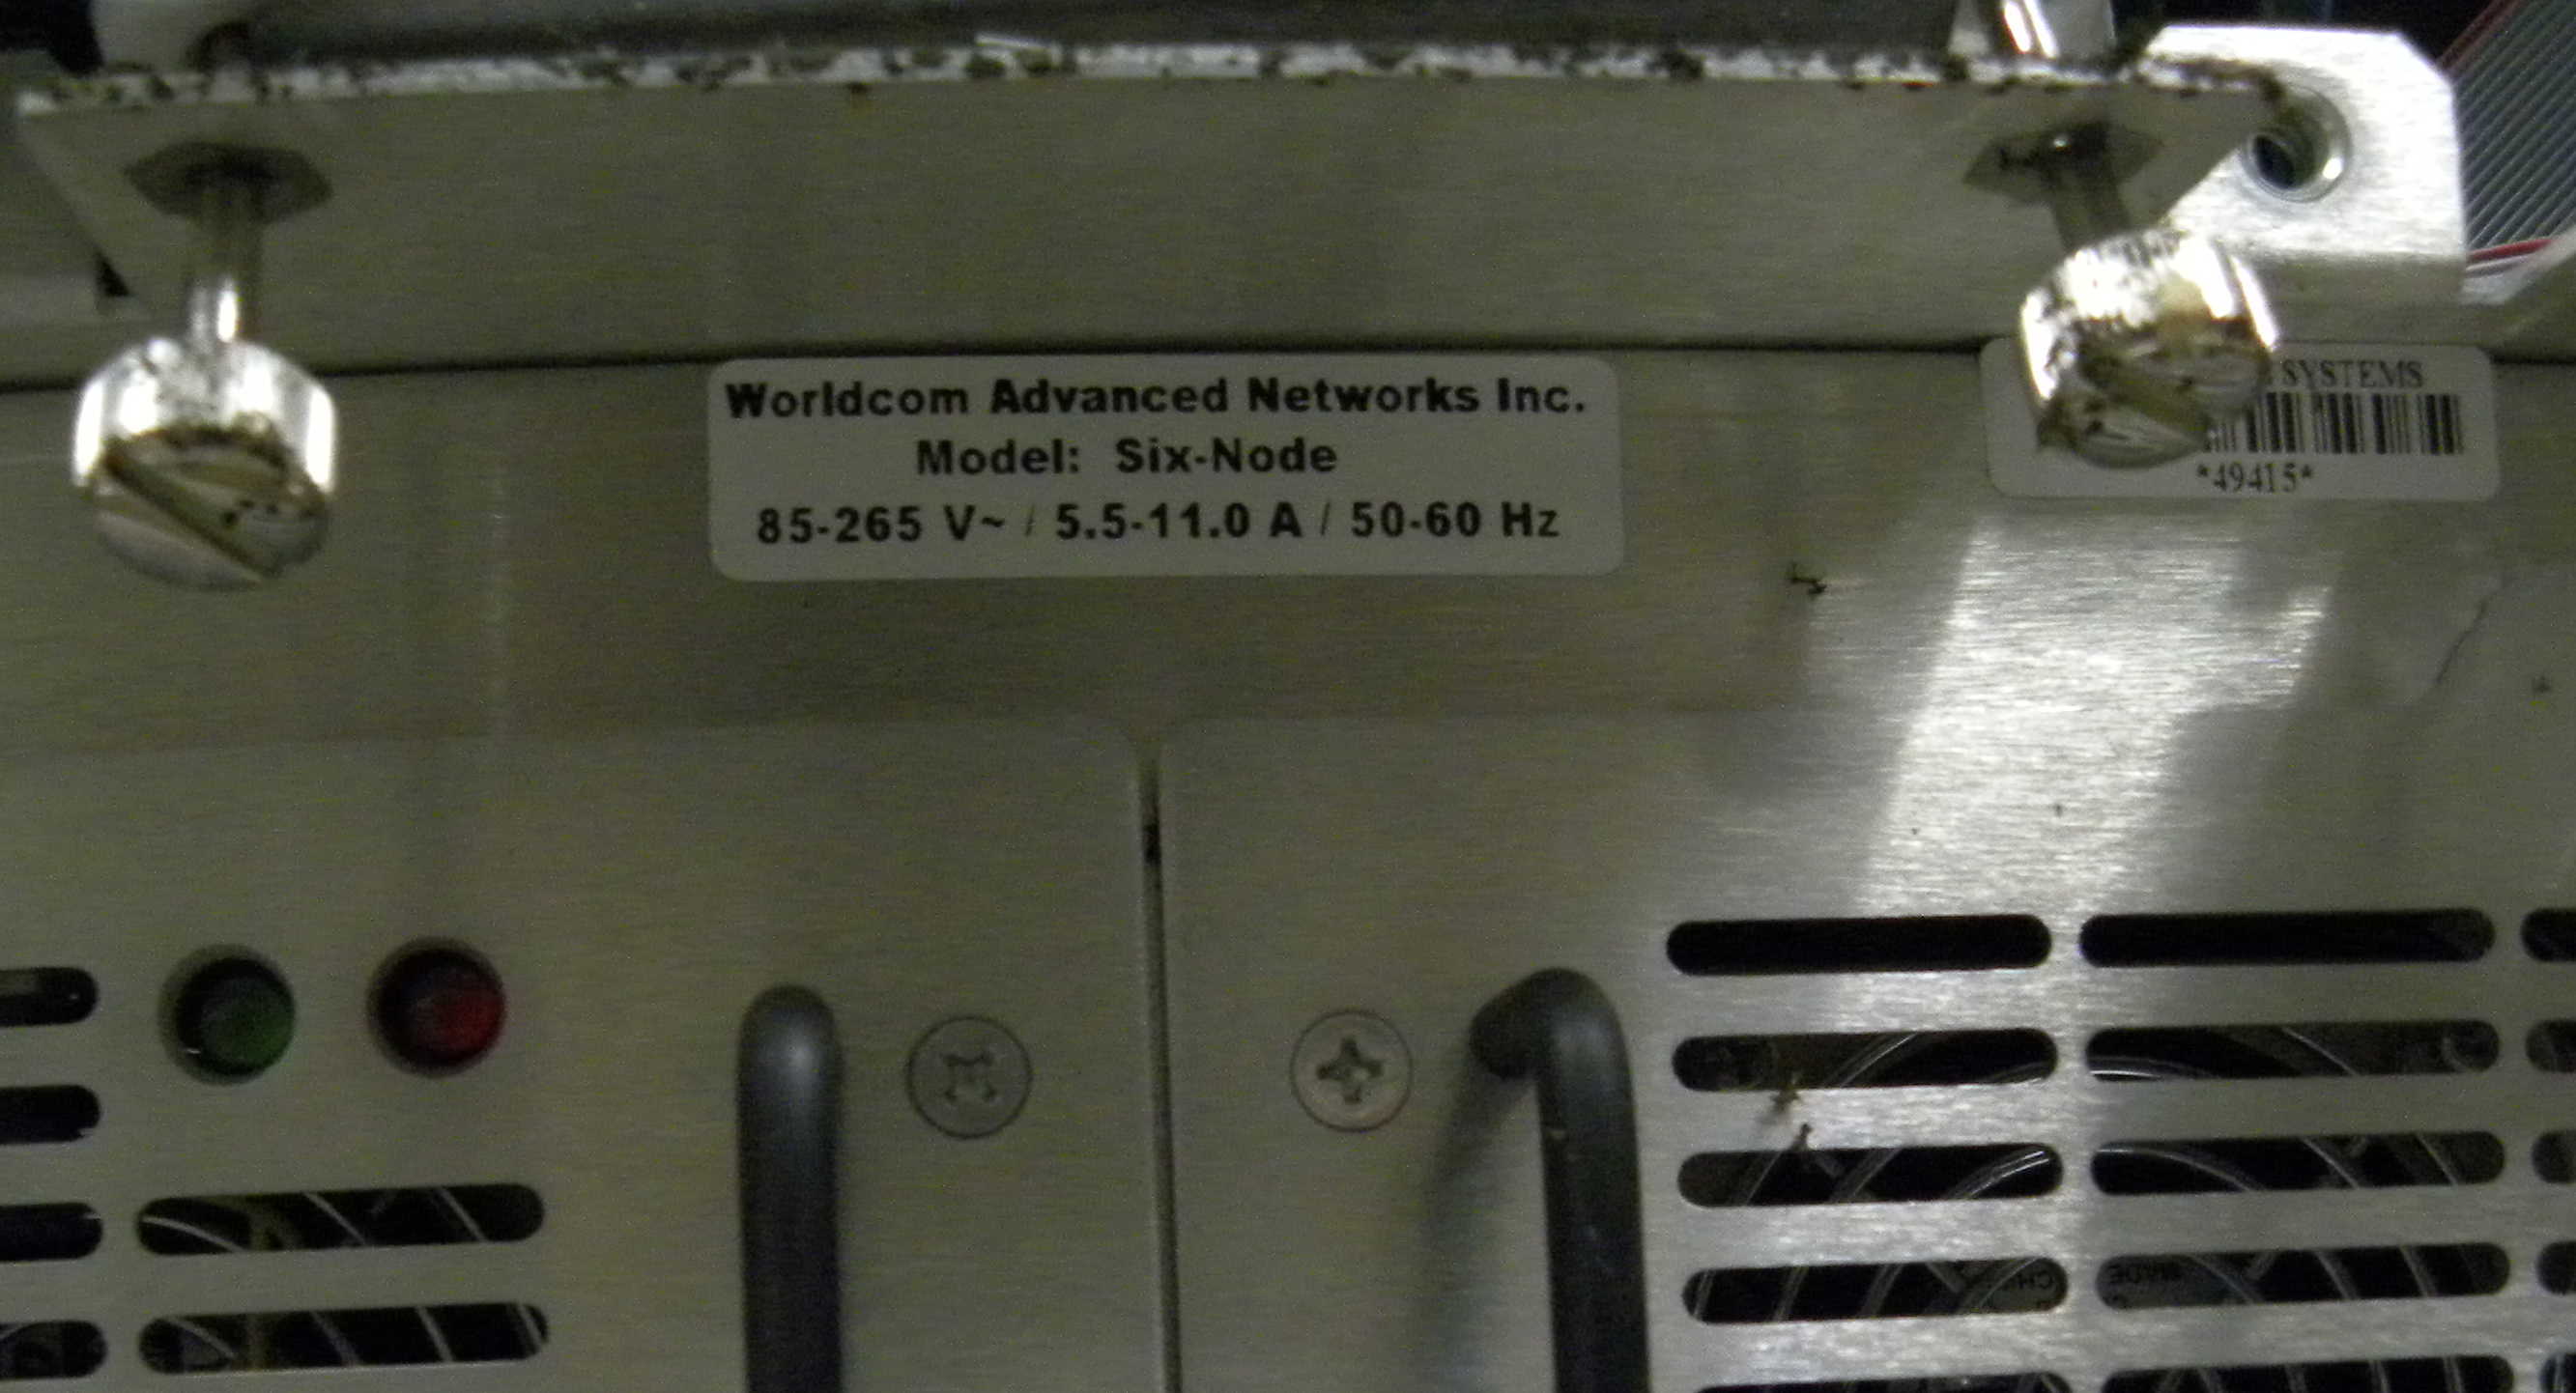 Worldcom Advanced Networks Inc.
Model: Six-Node
85-265 V~ / 5.5-11.0 A / 50-60 Hz
SYSTEMS
*49415*